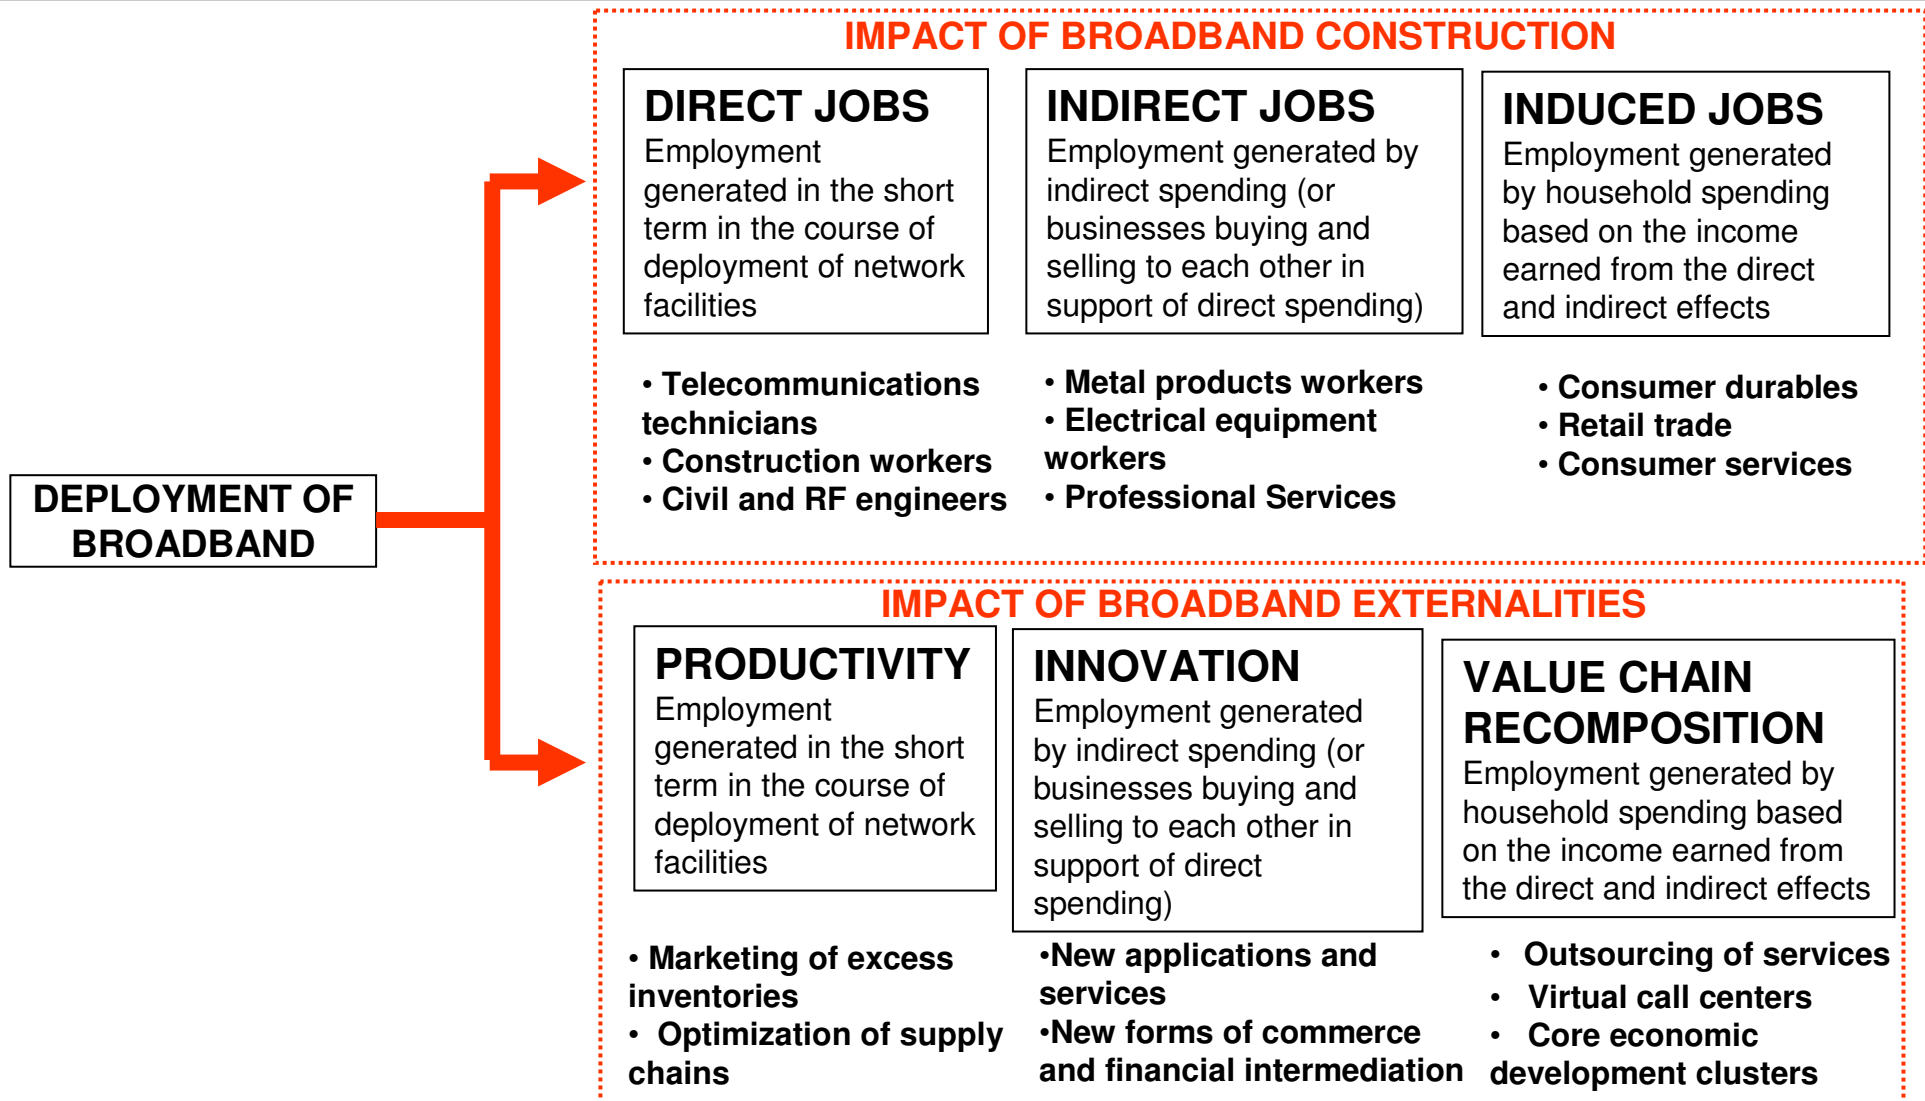 IMPACT OF BROADBAND CONSTRUCTION
DIRECT JOBS
Employment
generated in the short
term in the course of
deployment of network
facilities
• Telecommunications
technicians
• Construction workers
• Civil and RF engineers
INDIRECT JOBS
Employment generated by
indirect spending (or
businesses buying and
selling to each other in
support of direct spending)
• Metal products workers
• Electrical equipment
workers
• Professional Services
INDUCED JOBS
Employment generated
by household spending
based on the income
earned from the direct
and indirect effects
• Consumer durables
• Retail trade
• Consumer services
DEPLOYMENT OF
BROADBAND
IMPACT OF BROADBAND EXTERNALITIES
PRODUCTIVITY
Employment
generated in the short
term in the course of
deployment of network
facilities
• Marketing of excess
inventories
• Optimization of supply
chains
INNOVATION
Employment generated
by indirect spending (or
businesses buying and
selling to each other in
support of direct
spending)
•New applications and
services
•New forms of commerce
and financial intermediation
VALUE CHAIN
RECOMPOSITION
Employment generated by
household spending based
on the income earned from
the direct and indirect effects
• Outsourcing of services
• Virtual call centers
• Core economic
development clusters